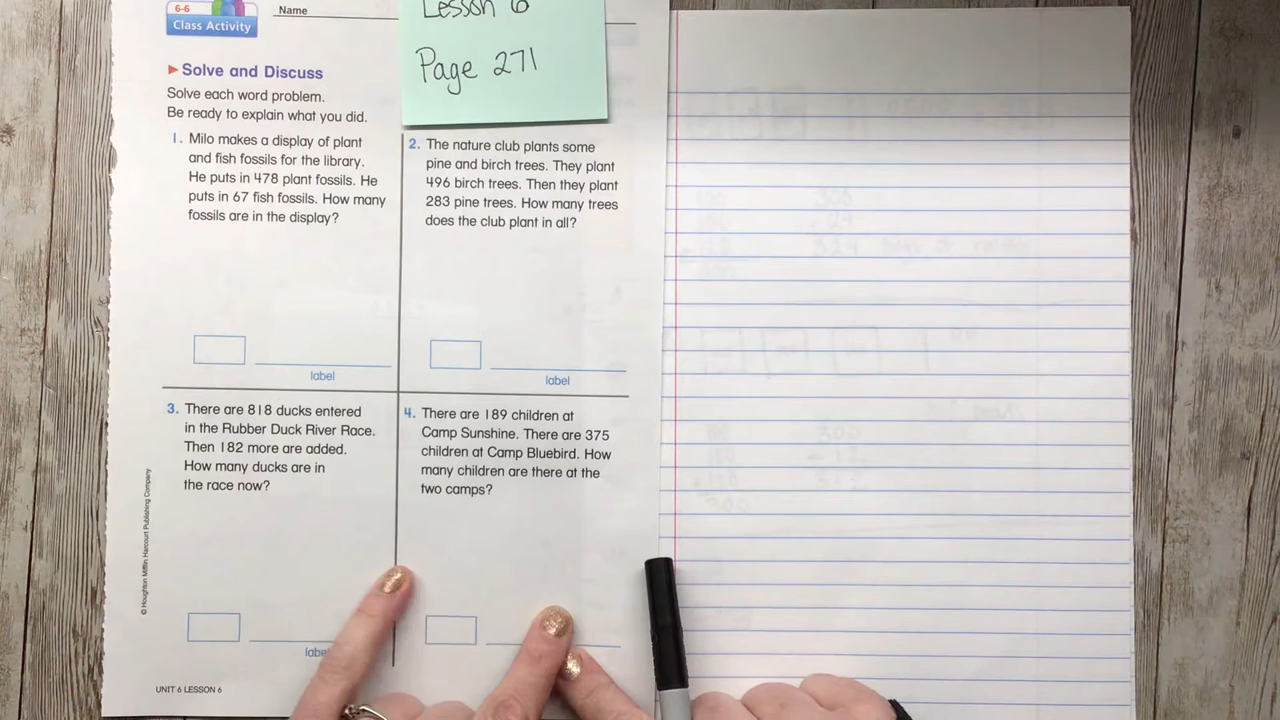 6-6
Class Activity
Name
Lesson 6
Page 271
Solve and Discuss
Solve each word problem.
Be ready to explain what you did.
1. Milo makes a display of plant
and fish fossils for the library.
He puts in 478 plant fossils. He
puts in 67 fish fossils. How many
fossils are in the display?
label
2. The nature club plants some
pine and birch trees. They plant
496 birch trees. Then they plant
283 pine trees. How many trees
does the club plant in all?
label
3. There are 818 ducks entered
in the Rubber Duck River Race.
Then 182 more are added.
How many ducks are in
the race now?
label
4. There are 189 children at
Camp Sunshine. There are 375
children at Camp Bluebird. How
many children are there at the
two camps?
© Houghton Mifflin Harcourt Publishing Company
UNIT 6 LESSON 6